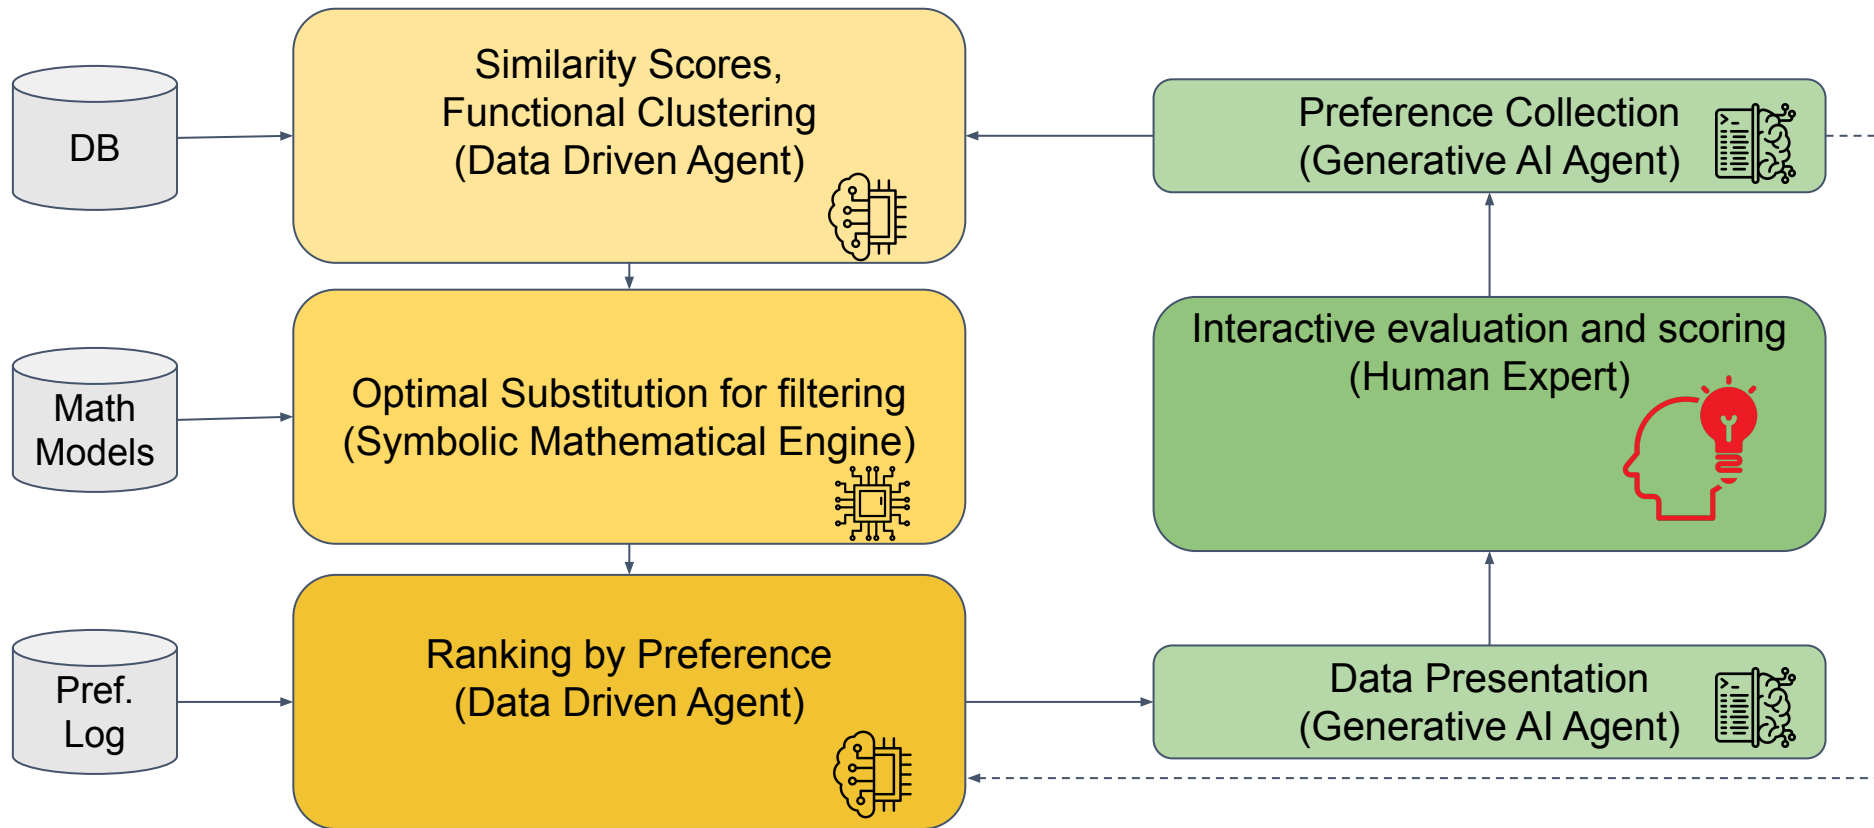 DB
Similarity Scores,
Functional Clustering
(Data Driven Agent)
Preference Collection
(Generative AI Agent)
Math
Models
Optimal Substitution for filtering
(Symbolic Mathematical Engine)
Interactive evaluation and scoring
(Human Expert)
Pref.
Log
Ranking by Preference
(Data Driven Agent)
Data Presentation
(Generative AI Agent)